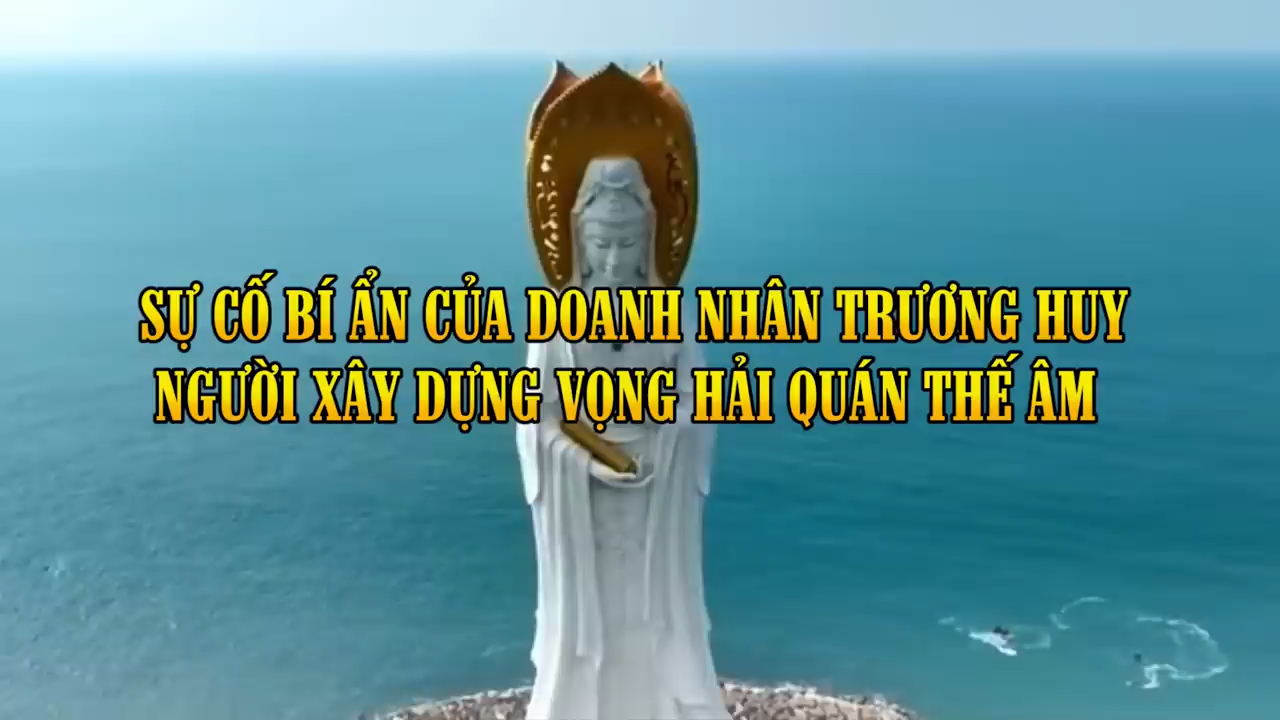 SỰ CỐ BÍ ẨN CỦA DOANH NHÂN TRƯƠNG HUY
NGƯỜI XÂY DỰNG VỌNG HẢI QUÁN THẾ ÂM